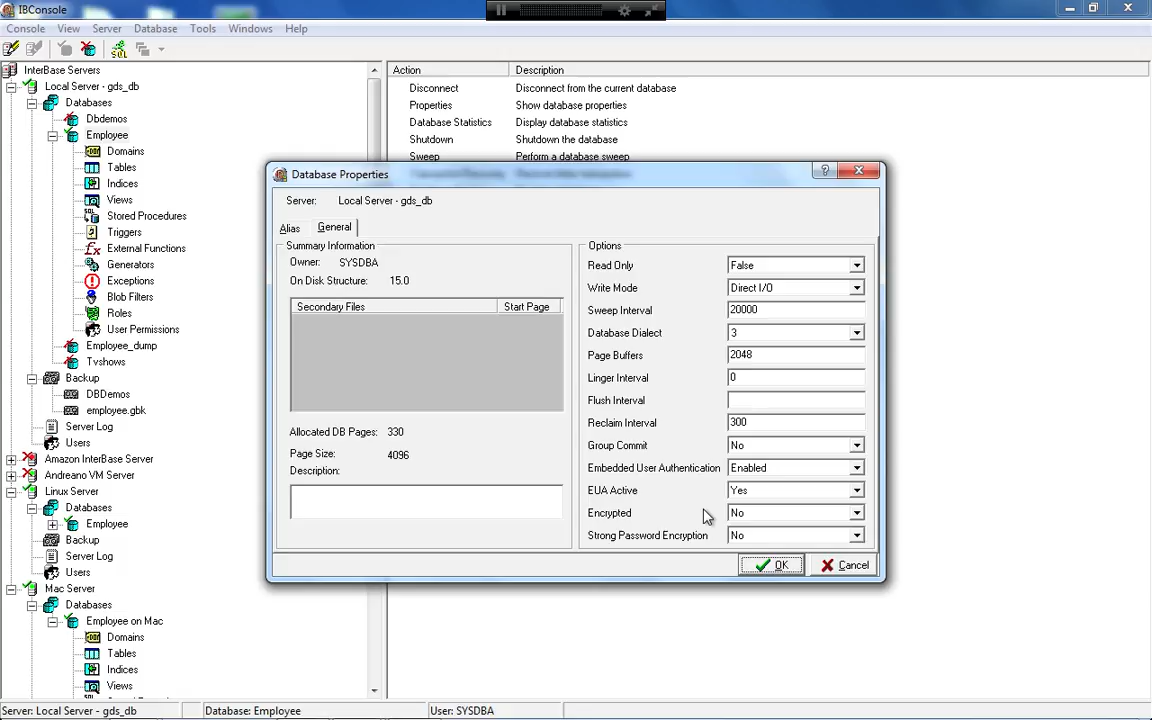 IBConsole
Console View Server Database Tools Windows Help
SQL
InterBase Servers
Local Server - gds_db
Databases
Dbdemos
Employee
Domains
Tables
Indices
Views
Stored Procedures
Triggers
External Functions
Generators
Exceptions
Blob Filters
Roles
User Permissions
Employee_dump
Tvshows
Backup
DBDemos
employee.gbk
Server Log
Users
Amazon InterBase Server
Andreano VM Server
Linux Server
Databases
Employee
Backup
Server Log
Users
Mac Server
Databases
Employee on Mac
Domains
Tables
Indices
Views
Action Description
Disconnect Disconnect from the current database
Properties Show database properties
Database Statistics Display database statistics
Shutdown Shutdown the database
Sweep Perform a database sweep
Database Properties
Server: Local Server - gds_db
Alias General
Summary Information
Owner: SYSDBA
On Disk Structure: 15.0
Secondary Files Start Page
Allocated DB Pages: 330
Page Size: 4096
Description:
Options
Read Only False
Write Mode Direct I/O
Sweep Interval 20000
Database Dialect 3
Page Buffers 2048
Linger Interval 0
Flush Interval
Reclaim Interval 300
Group Commit No
Embedded User Authentication Enabled
EUA Active Yes
Encrypted No
Strong Password Encryption No
OK Cancel
Server: Local Server - gds_db Database: Employee User: SYSDBA